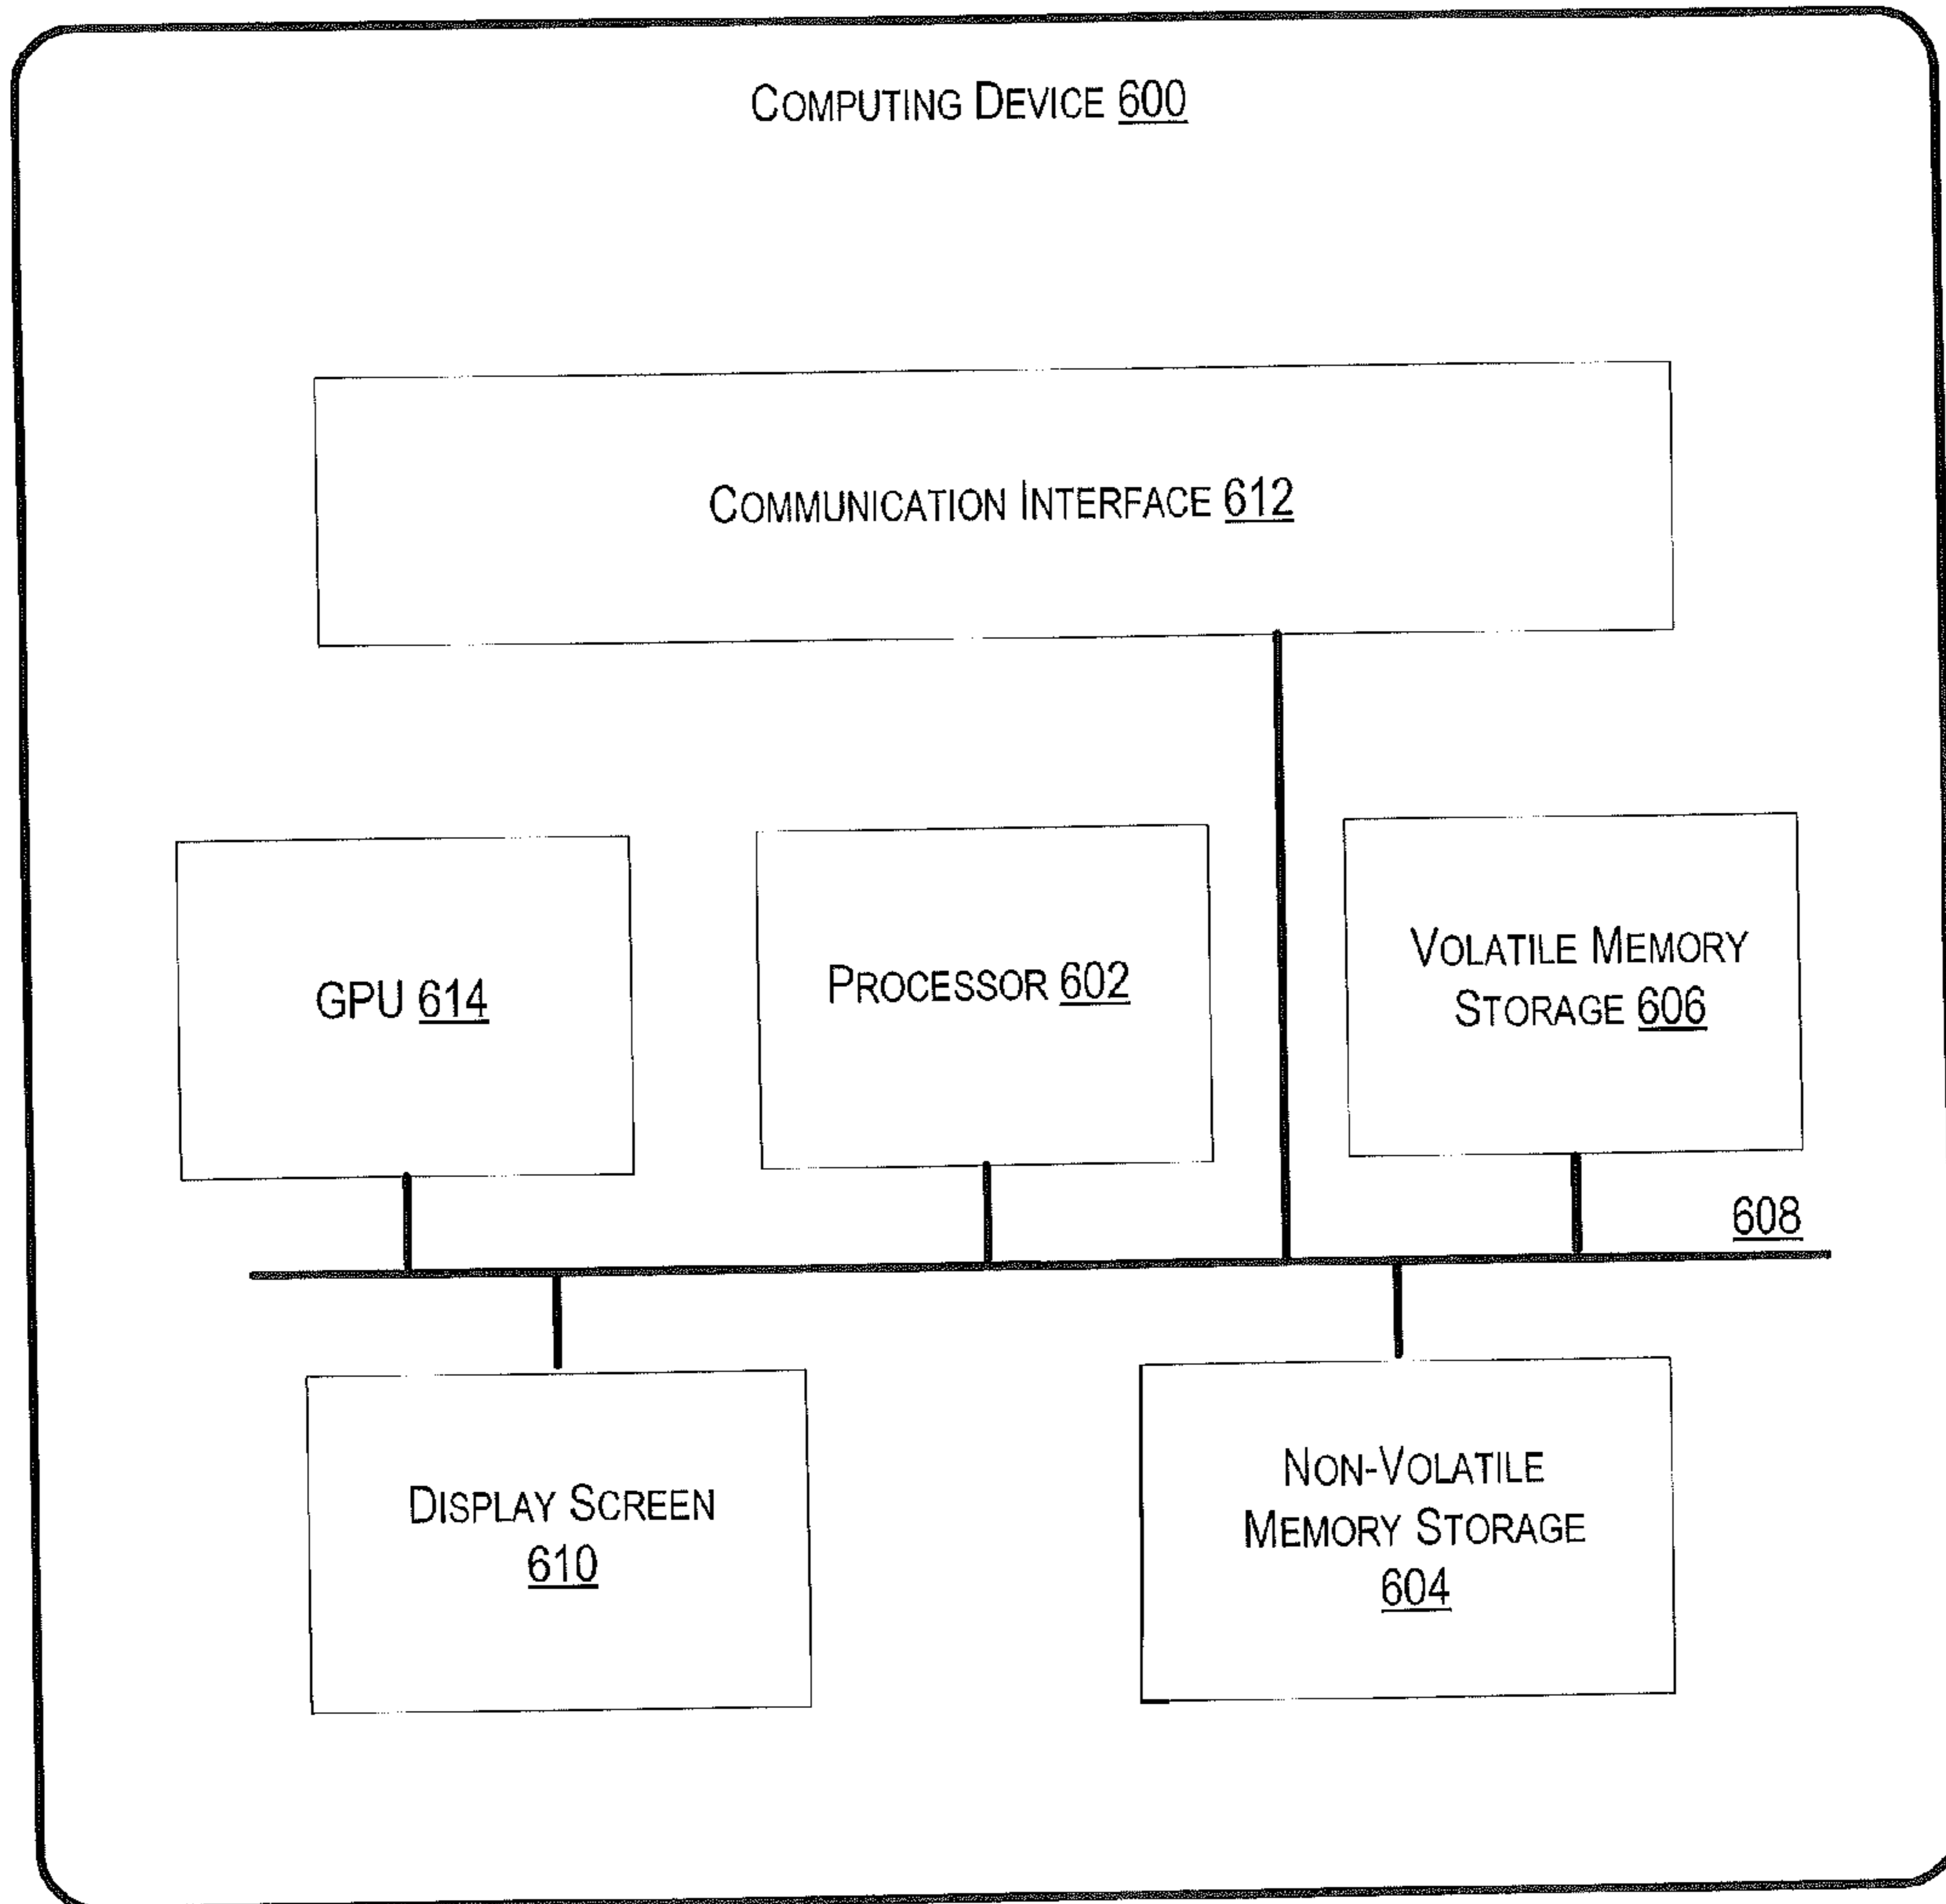 COMPUTING DEVICE 600
COMMUNICATION INTERFACE 612
GPU 614
PROCESSOR 602
VOLATILE MEMORY
STORAGE 606
608
DISPLAY SCREEN
610
NON-VOLATILE
MEMORY STORAGE
604